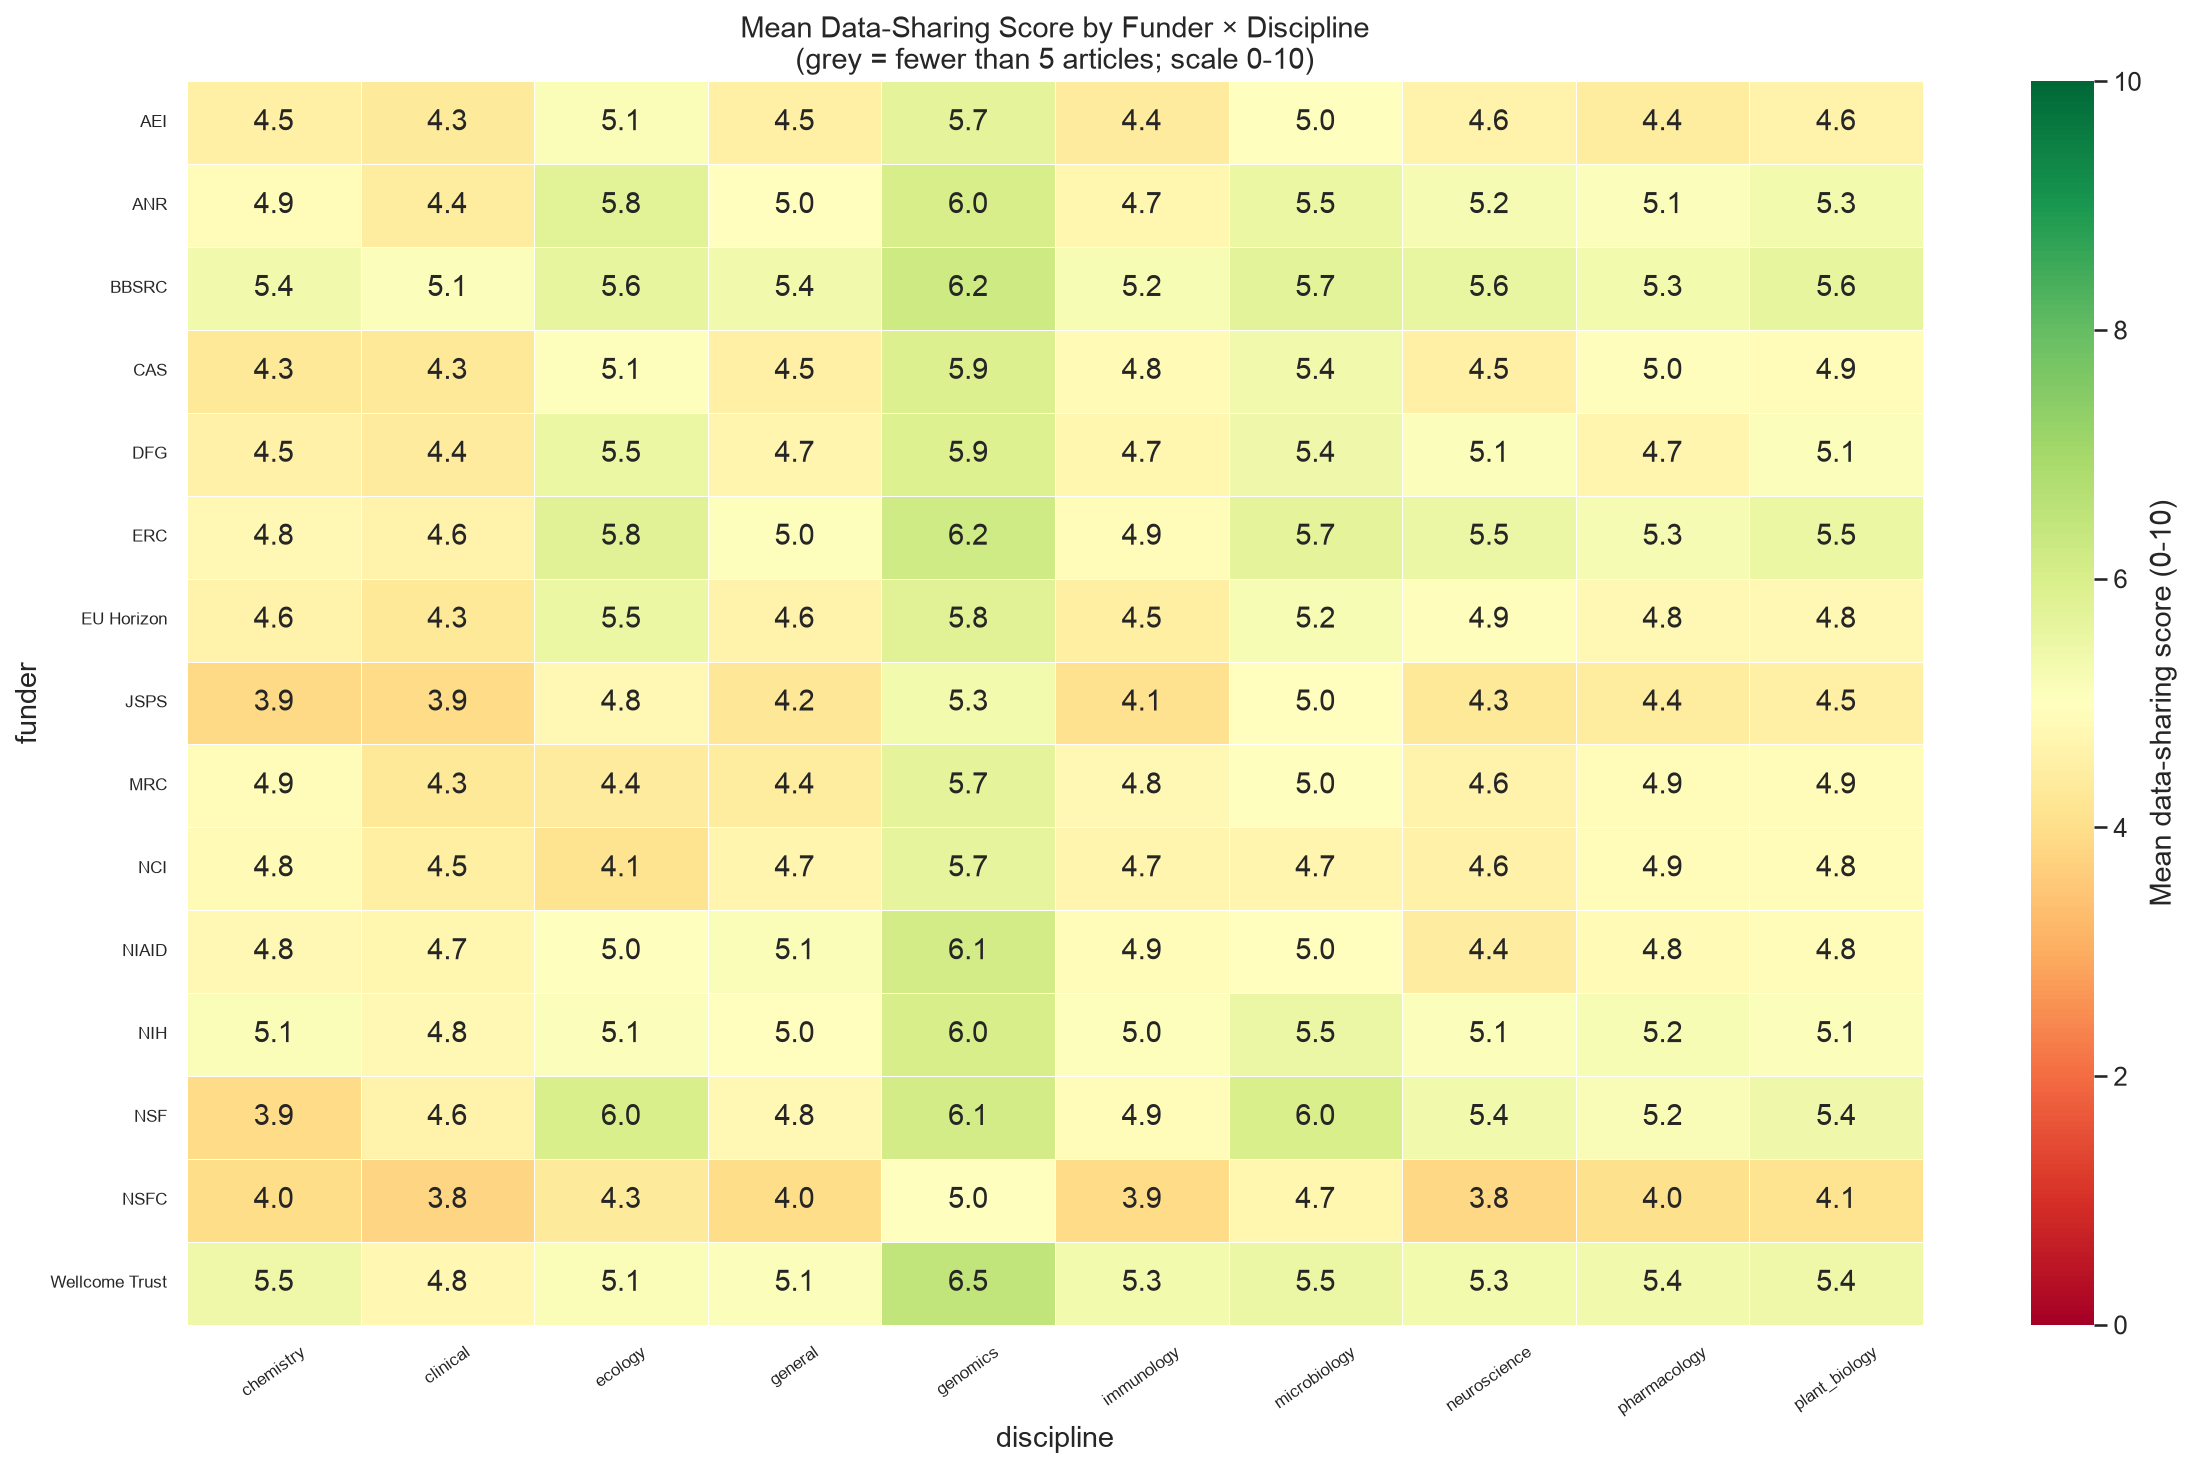 Mean Data-Sharing Score by Funder × Discipline
(grey = fewer than 5 articles; scale 0-10)
AEI 4.5 4.3 5.1 4.5 5.7 4.4 5.0 4.6 4.4 4.6
ANR 4.9 4.4 5.8 5.0 6.0 4.7 5.5 5.2 5.1 5.3
BBSRC 5.4 5.1 5.6 5.4 6.2 5.2 5.7 5.6 5.3 5.6
CAS 4.3 4.3 5.1 4.5 5.9 4.8 5.4 4.5 5.0 4.9
DFG 4.5 4.4 5.5 4.7 5.9 4.7 5.4 5.1 4.7 5.1
ERC 4.8 4.6 5.8 5.0 6.2 4.9 5.7 5.5 5.3 5.5
EU Horizon 4.6 4.3 5.5 4.6 5.8 4.5 5.2 4.9 4.8 4.8
JSPS 3.9 3.9 4.8 4.2 5.3 4.1 5.0 4.3 4.4 4.5
MRC 4.9 4.3 4.4 4.4 5.7 4.8 5.0 4.6 4.9 4.9
NCI 4.8 4.5 4.1 4.7 5.7 4.7 4.7 4.6 4.9 4.8
NIAID 4.8 4.7 5.0 5.1 6.1 4.9 5.0 4.4 4.8 4.8
NIH 5.1 4.8 5.1 5.0 6.0 5.0 5.5 5.1 5.2 5.1
NSF 3.9 4.6 6.0 4.8 6.1 4.9 6.0 5.4 5.2 5.4
NSFC 4.0 3.8 4.3 4.0 5.0 3.9 4.7 3.8 4.0 4.1
Wellcome Trust 5.5 4.8 5.1 5.1 6.5 5.3 5.5 5.3 5.4 5.4
chemistry clinical ecology general genomics immunology microbiology neuroscience pharmacology plant_biology
discipline
funder
10
8
6
4
2
0
Mean data-sharing score (0-10)